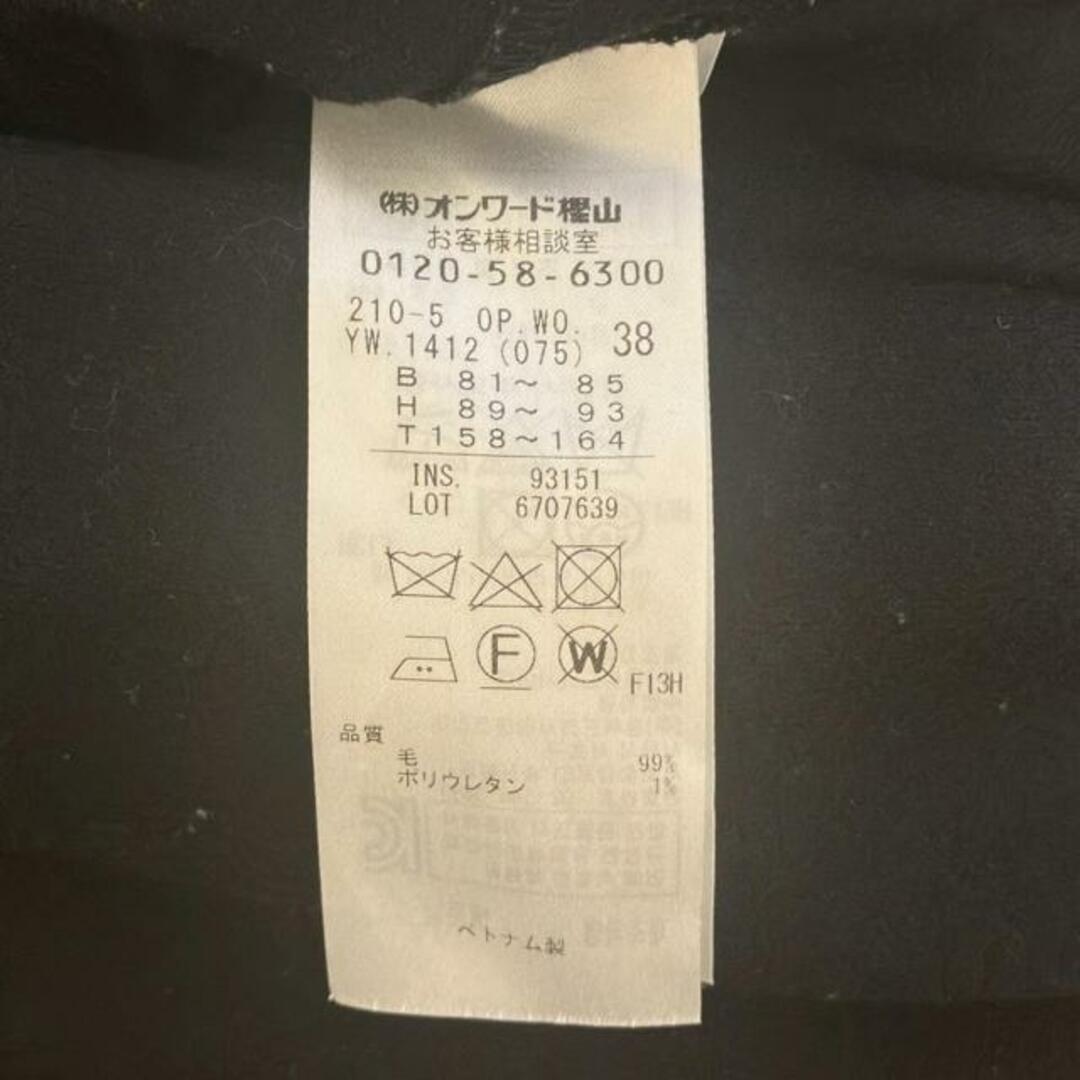 (株)オンワード樫山
お客様相談室
0120-58-6300
210-5 OP.WO.
YW.1412 (075) 38
B 81～ 85
H 89～ 93
T158～164
INS. 93151
LOT 6707639
F W
F13H
品質
毛 99%
ポリウレタン 1%
ベトナム製